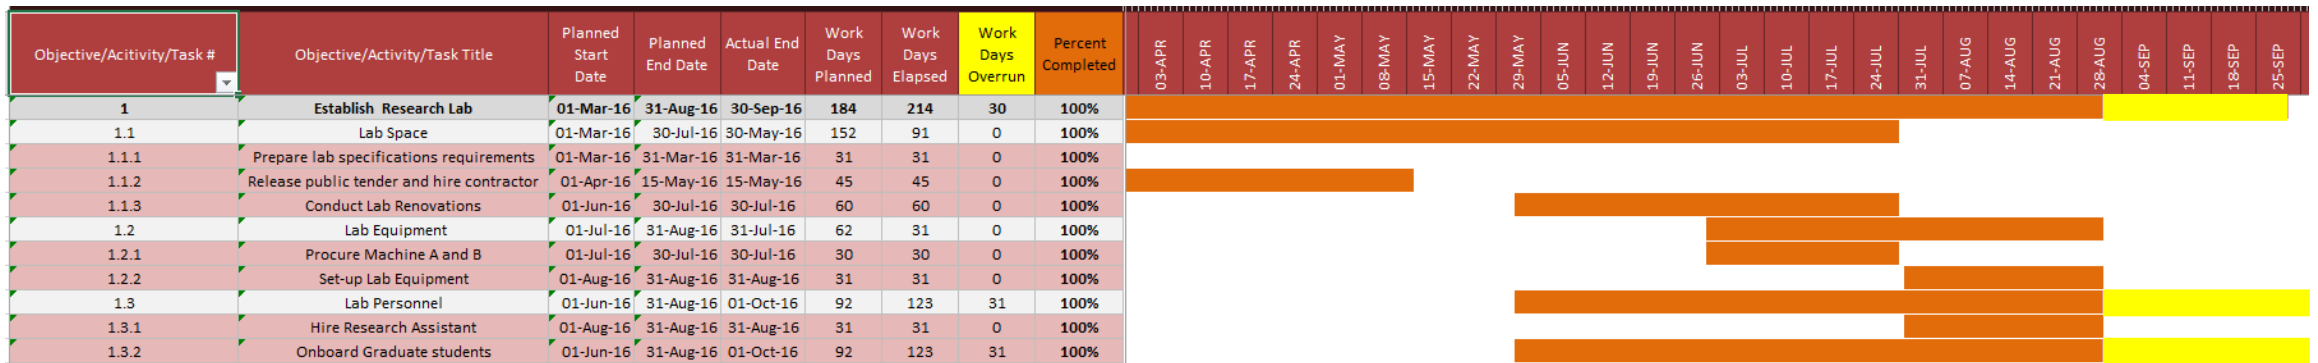 Objective/Acitivity/Task # Objective/Activity/Task Title Planned Start Date Planned End Date Actual End Date Work Days Planned Work Days Elapsed Work Days Overrun Percent Completed 03-APR 10-APR 17-APR 24-APR 01-MAY 08-MAY 15-MAY 22-MAY 29-MAY 05-JUN 12-JUN 19-JUN 26-JUN 03-JUL 10-JUL 17-JUL 24-JUL 31-JUL 07-AUG 14-AUG 21-AUG 28-AUG 04-SEP 11-SEP 18-SEP 25-SEP
1 Establish Research Lab 01-Mar-16 31-Aug-16 30-Sep-16 184 214 30 100%
1.1 Lab Space 01-Mar-16 30-Jul-16 30-May-16 152 91 0 100%
1.1.1 Prepare lab specifications requirements 01-Mar-16 31-Mar-16 31-Mar-16 31 31 0 100%
1.1.2 Release public tender and hire contractor 01-Apr-16 15-May-16 15-May-16 45 45 0 100%
1.1.3 Conduct Lab Renovations 01-Jun-16 30-Jul-16 30-Jul-16 60 60 0 100%
1.2 Lab Equipment 01-Jul-16 31-Aug-16 31-Jul-16 62 31 0 100%
1.2.1 Procure Machine A and B 01-Jul-16 30-Jul-16 30-Jul-16 30 30 0 100%
1.2.2 Set-up Lab Equipment 01-Aug-16 31-Aug-16 31-Aug-16 31 31 0 100%
1.3 Lab Personnel 01-Jun-16 31-Aug-16 01-Oct-16 92 123 31 100%
1.3.1 Hire Research Assistant 01-Aug-16 31-Aug-16 31-Aug-16 31 31 0 100%
1.3.2 Onboard Graduate students 01-Jun-16 31-Aug-16 01-Oct-16 92 123 31 100%